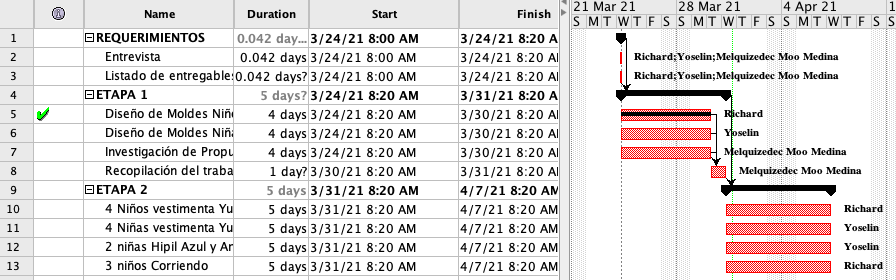 Name Duration Start Finish 21 Mar 21 28 Mar 21 4 Apr 21 1
S M T W T F S S M T W T F S S M T W T F S S
1 REQUERIMIENTOS 0.042 day... 3/24/21 8:00 AM 3/24/21 8:20 A
2 Entrevista 0.042 days 3/24/21 8:00 AM 3/24/21 8:20 A Richard;Yoselin;Melquizedec Moo Medina
3 Listado de entregables 0.042 days? 3/24/21 8:00 AM 3/24/21 8:20 A Richard;Yoselin;Melquizedec Moo Medina
4 ETAPA 1 5 days? 3/24/21 8:20 AM 3/31/21 8:20 A
5 Diseño de Moldes Niño 4 days 3/24/21 8:20 AM 3/30/21 8:20 A Richard
6 Diseño de Moldes Niña 4 days 3/24/21 8:20 AM 3/30/21 8:20 A Yoselin
7 Investigación de Propu 4 days 3/24/21 8:20 AM 3/30/21 8:20 A Melquizedec Moo Medina
8 Recopilación del traba 1 day? 3/30/21 8:20 AM 3/31/21 8:20 A Melquizedec Moo Medina
9 ETAPA 2 5 days 3/31/21 8:20 AM 4/7/21 8:20 AM
10 4 Niños vestimenta Yu 5 days 3/31/21 8:20 AM 4/7/21 8:20 AM Richard
11 4 Niñas vestimenta Yu 5 days 3/31/21 8:20 AM 4/7/21 8:20 AM Yoselin
12 2 niñas Hipil Azul y Am 5 days 3/31/21 8:20 AM 4/7/21 8:20 AM Yoselin
13 3 niños Corriendo 5 days 3/31/21 8:20 AM 4/7/21 8:20 AM Richard